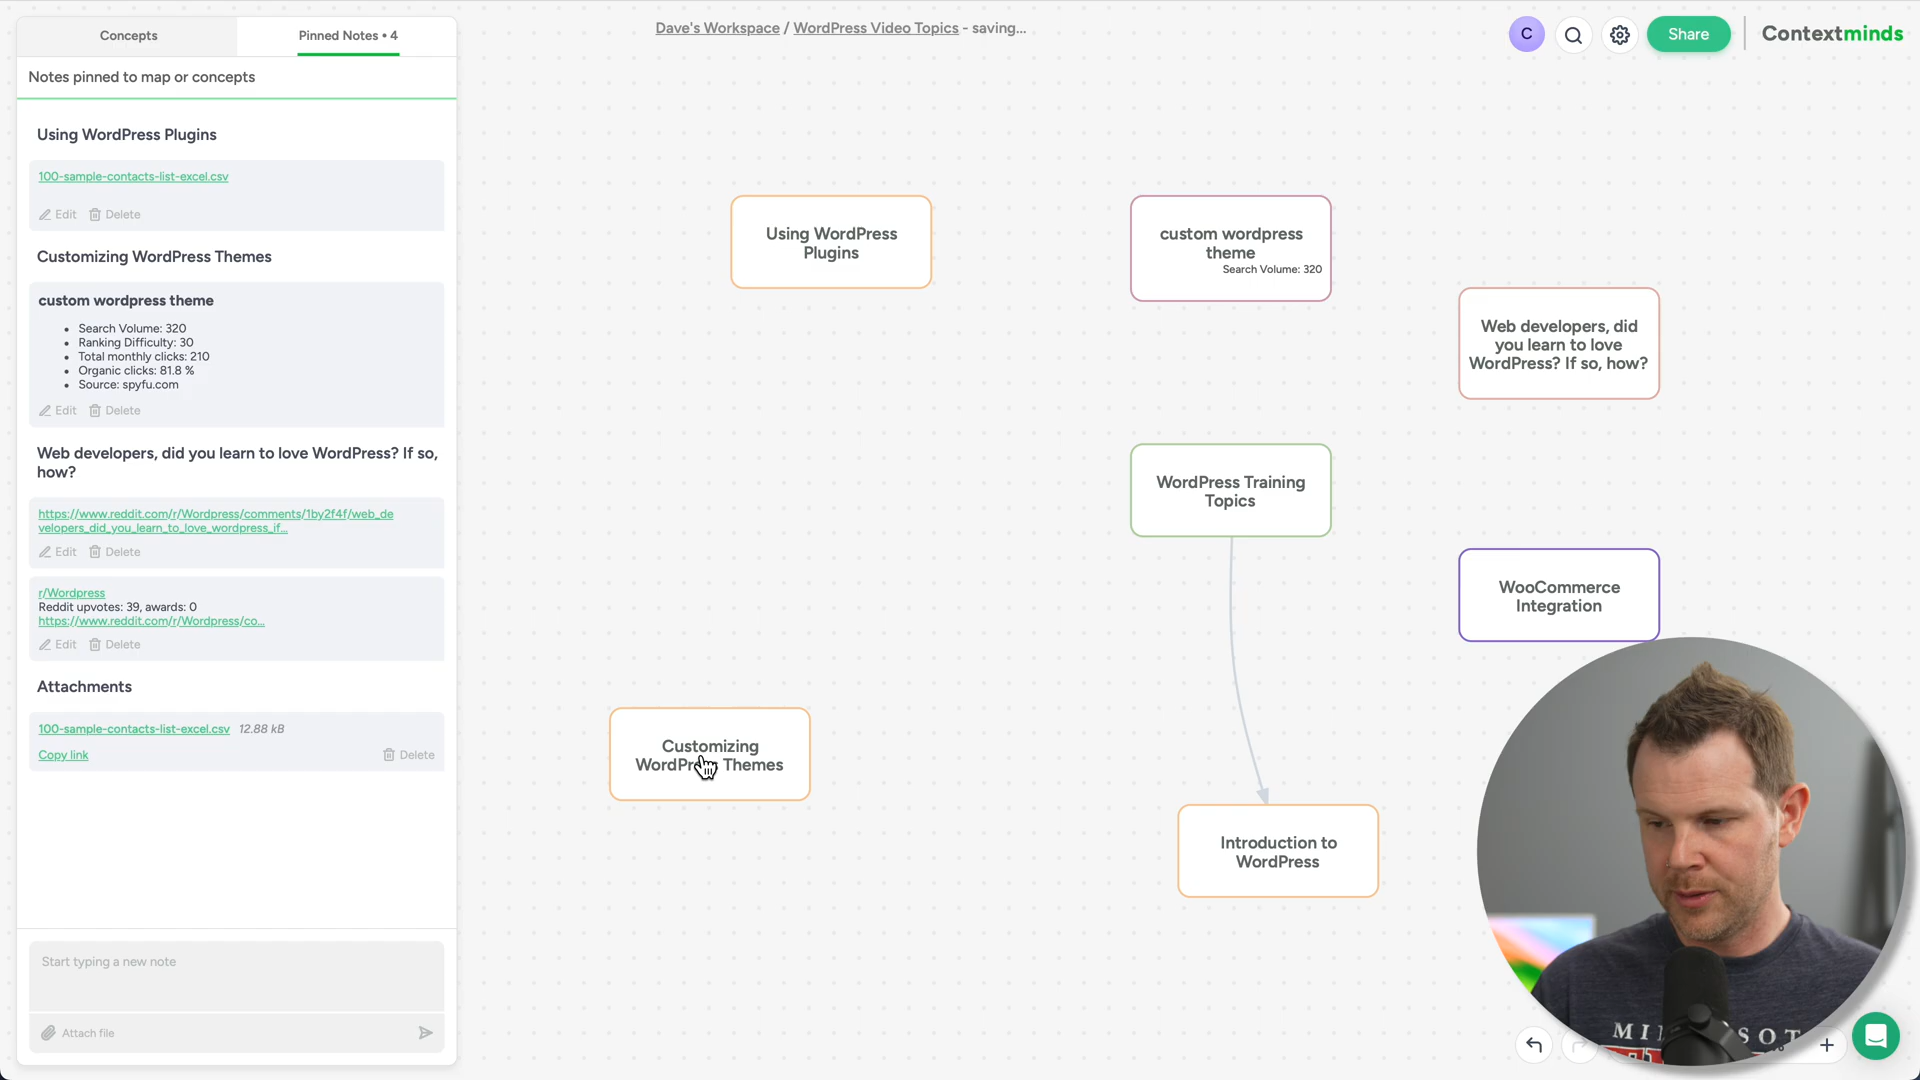 Concepts
Pinned Notes • 4
Notes pinned to map or concepts
Using WordPress Plugins
100-sample-contacts-list-excel.csv
Edit Delete
Customizing WordPress Themes
custom wordpress theme
Search Volume: 320
Ranking Difficulty: 30
Total monthly clicks: 210
Organic clicks: 81.8 %
Source: spyfu.com
Edit Delete
Web developers, did you learn to love WordPress? If so,
how?
https://www.reddit.com/r/Wordpress/comments/1by2f4f/web_de
velopers_did_you_learn_to_love_wordpress_if...
Edit Delete
r/Wordpress
Reddit upvotes: 39, awards: 0
https://www.reddit.com/r/Wordpress/co...
Edit Delete
Attachments
100-sample-contacts-list-excel.csv 12.88 kB
Copy link Delete
Start typing a new note
Attach file
Dave's Workspace / WordPress Video Topics - saving...
C
Share
Contextminds
Using WordPress
Plugins
custom wordpress
theme
Search Volume: 320
Web developers, did
you learn to love
WordPress? If so, how?
WordPress Training
Topics
WooCommerce
Integration
Customizing
WordPress Themes
Introduction to
WordPress